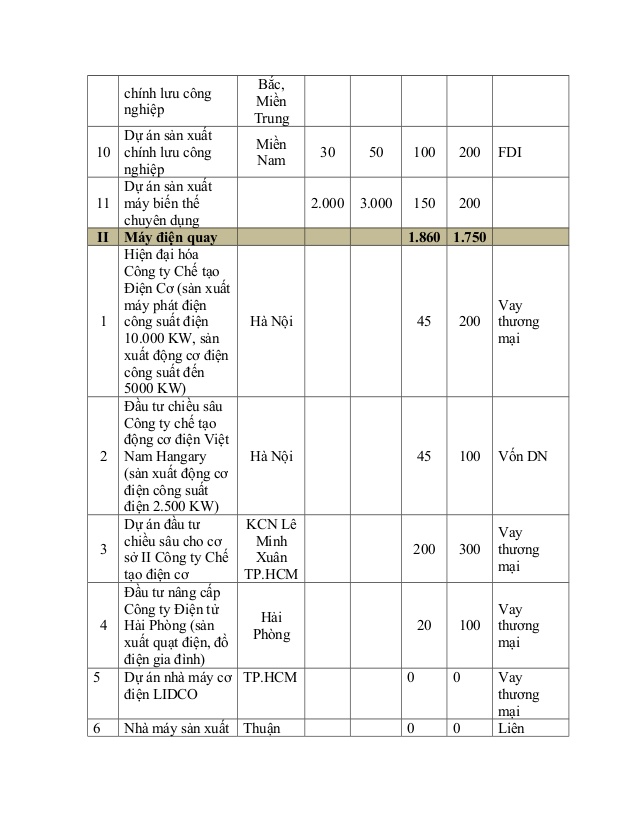 chính lưu công
nghiệp
Bắc,
Miền
Trung
10
Dự án sản xuất
chính lưu công
nghiệp
Miền
Nam
30
50
100
200
FDI
11
Dự án sản xuất
máy biến thế
chuyên dụng
2.000
3.000
150
200
II
Máy điện quay
1.860
1.750
1
Hiện đại hóa
Công ty Chế tạo
Điện Cơ (sản xuất
máy phát điện
công suất điện
10.000 KW, sản
xuất động cơ điện
công suất đến
5000 KW)
Hà Nội
45
200
Vay
thương
mại
2
Đầu tư chiều sâu
Công ty chế tạo
động cơ điện Việt
Nam Hangary
(sản xuất động cơ
điện công suất
điện 2.500 KW)
Hà Nội
45
100
Vốn DN
3
Dự án đầu tư
chiều sâu cho cơ
sở II Công ty Chế
tạo điện cơ
KCN Lê
Minh
Xuân
TP.HCM
200
300
Vay
thương
mại
4
Đầu tư nâng cấp
Công ty Điện tử
Hải Phòng (sản
xuất quạt điện, đồ
điện gia đình)
Hải
Phòng
20
100
Vay
thương
mại
5
Dự án nhà máy cơ
điện LIDCO
TP.HCM
0
0
Vay
thương
mại
6
Nhà máy sản xuất
Thuận
0
0
Liên